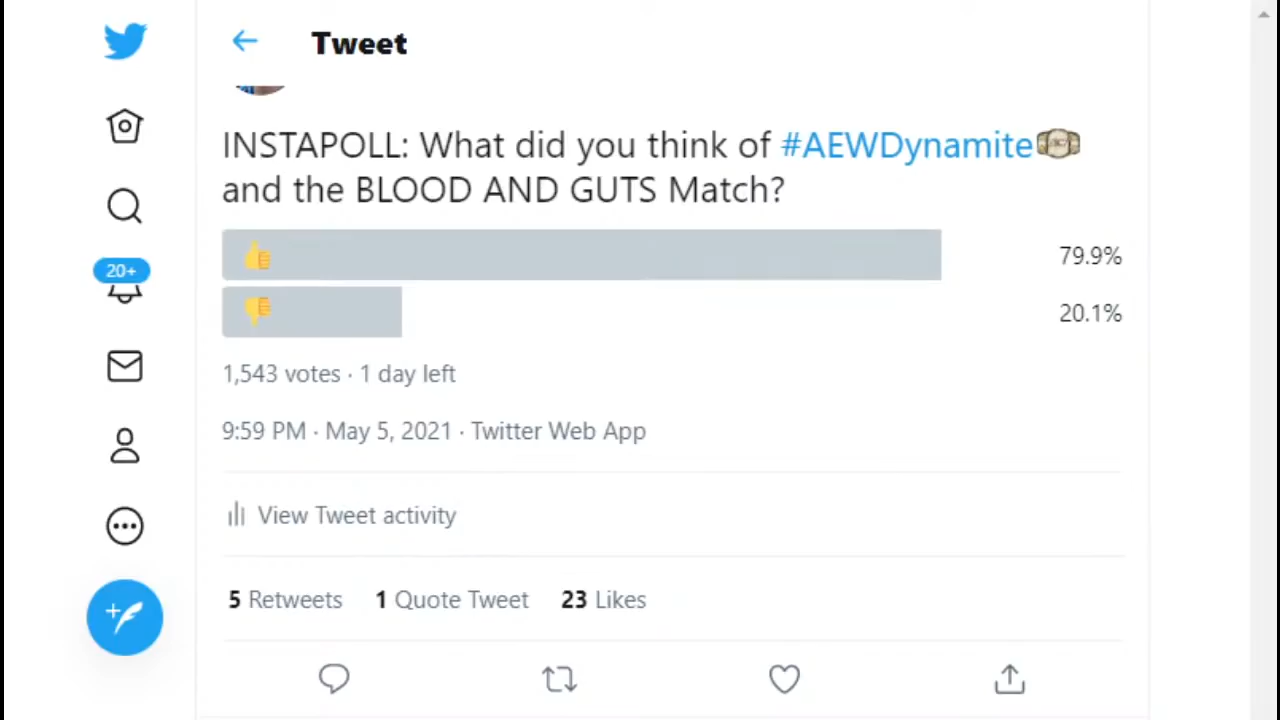 Tweet
INSTAPOLL: What did you think of #AEWDynamite
and the BLOOD AND GUTS Match?
79.9%
20.1%
20+
1,543 votes · 1 day left
9:59 PM · May 5, 2021 · Twitter Web App
View Tweet activity
5 Retweets 1 Quote Tweet 23 Likes